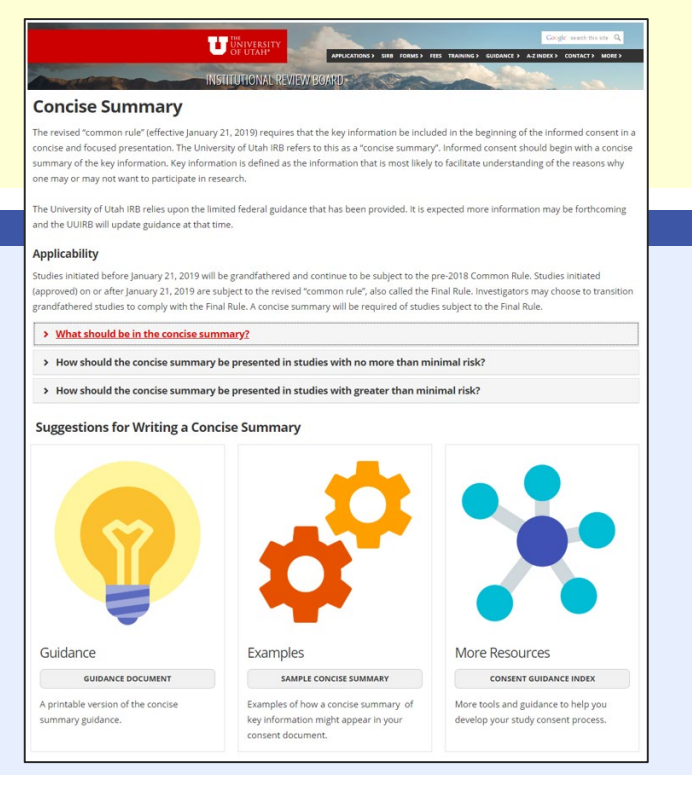 THE
UNIVERSITY
OF UTAH®
Google search this site
APPLICATIONS > SIRB FORMS > FEES TRAINING > GUIDANCE > A-Z INDEX > CONTACT > MORE >
INSTITUTIONAL REVIEW BOARD
Concise Summary
The revised "common rule" (effective January 21, 2019) requires that the key information be included in the beginning of the informed consent in a
concise and focused presentation. The University of Utah IRB refers to this as a "concise summary". Informed consent should begin with a concise
summary of the key information. Key information is defined as the information that is most likely to facilitate understanding of the reasons why
one may or may not want to participate in research.
The University of Utah IRB relies upon the limited federal guidance that has been provided. It is expected more information may be forthcoming
and the UUIRB will update guidance at that time.
Applicability
Studies initiated before January 21, 2019 will be grandfathered and continue to be subject to the pre-2018 Common Rule. Studies initiated
(approved) on or after January 21, 2019 are subject to the revised "common rule", also called the Final Rule. Investigators may choose to transition
grandfathered studies to comply with the Final Rule. A concise summary will be required of studies subject to the Final Rule.
> What should be in the concise summary?
> How should the concise summary be presented in studies with no more than minimal risk?
> How should the concise summary be presented in studies with greater than minimal risk?
Suggestions for Writing a Concise Summary
Guidance
GUIDANCE DOCUMENT
A printable version of the concise
summary guidance.
Examples
SAMPLE CONCISE SUMMARY
Examples of how a concise summary of
key information might appear in your
consent document.
More Resources
CONSENT GUIDANCE INDEX
More tools and guidance to help you
develop your study consent process.